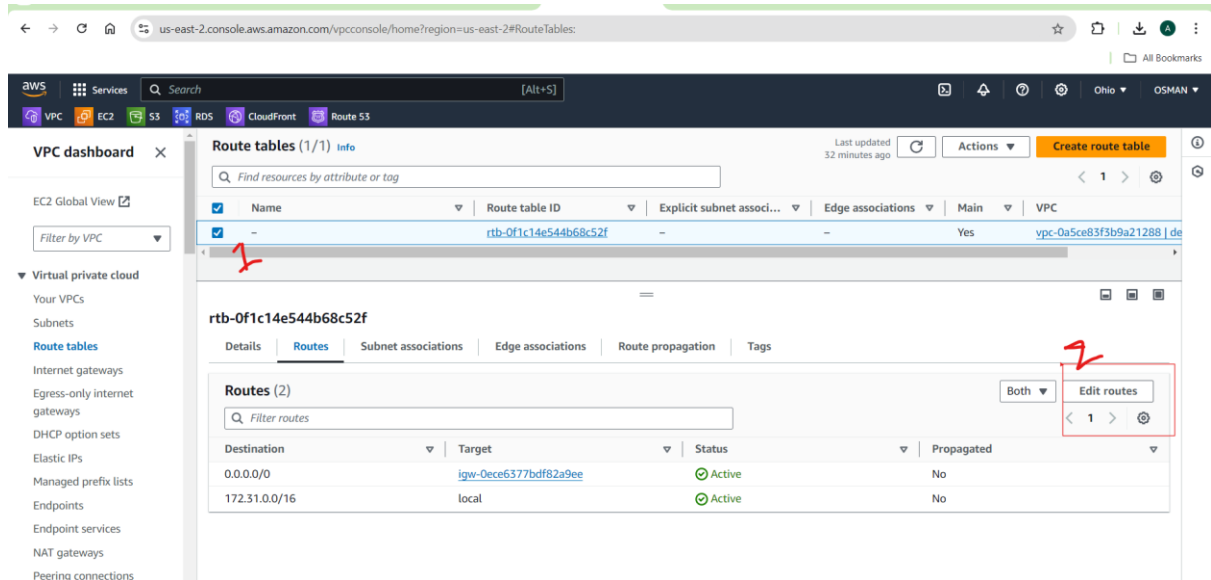 us-east-2.console.aws.amazon.com/vpcconsole/home?region=us-east-2#RouteTables:
A
All Bookmarks
aws Services Search [Alt+S] Ohio OSMAN
VPC EC2 S3 RDS CloudFront Route 53
VPC dashboard
EC2 Global View
Filter by VPC
Virtual private cloud
Your VPCs
Subnets
Route tables
Internet gateways
Egress-only internet
gateways
DHCP option sets
Elastic IPs
Managed prefix lists
Endpoints
Endpoint services
NAT gateways
Peering connections
Route tables (1/1) Info
Last updated
32 minutes ago
Actions
Create route table
Find resources by attribute or tag
1
Name Route table ID Explicit subnet associ... Edge associations Main VPC
– rtb-0f1c14e544b68c52f – – Yes vpc-0a5ce83f3b9a21288 | de
1
rtb-0f1c14e544b68c52f
Details Routes Subnet associations Edge associations Route propagation Tags
2
Routes (2)
Both Edit routes
Filter routes
1
Destination Target Status Propagated
0.0.0.0/0 igw-0ece6377bdf82a9ee Active No
172.31.0.0/16 local Active No